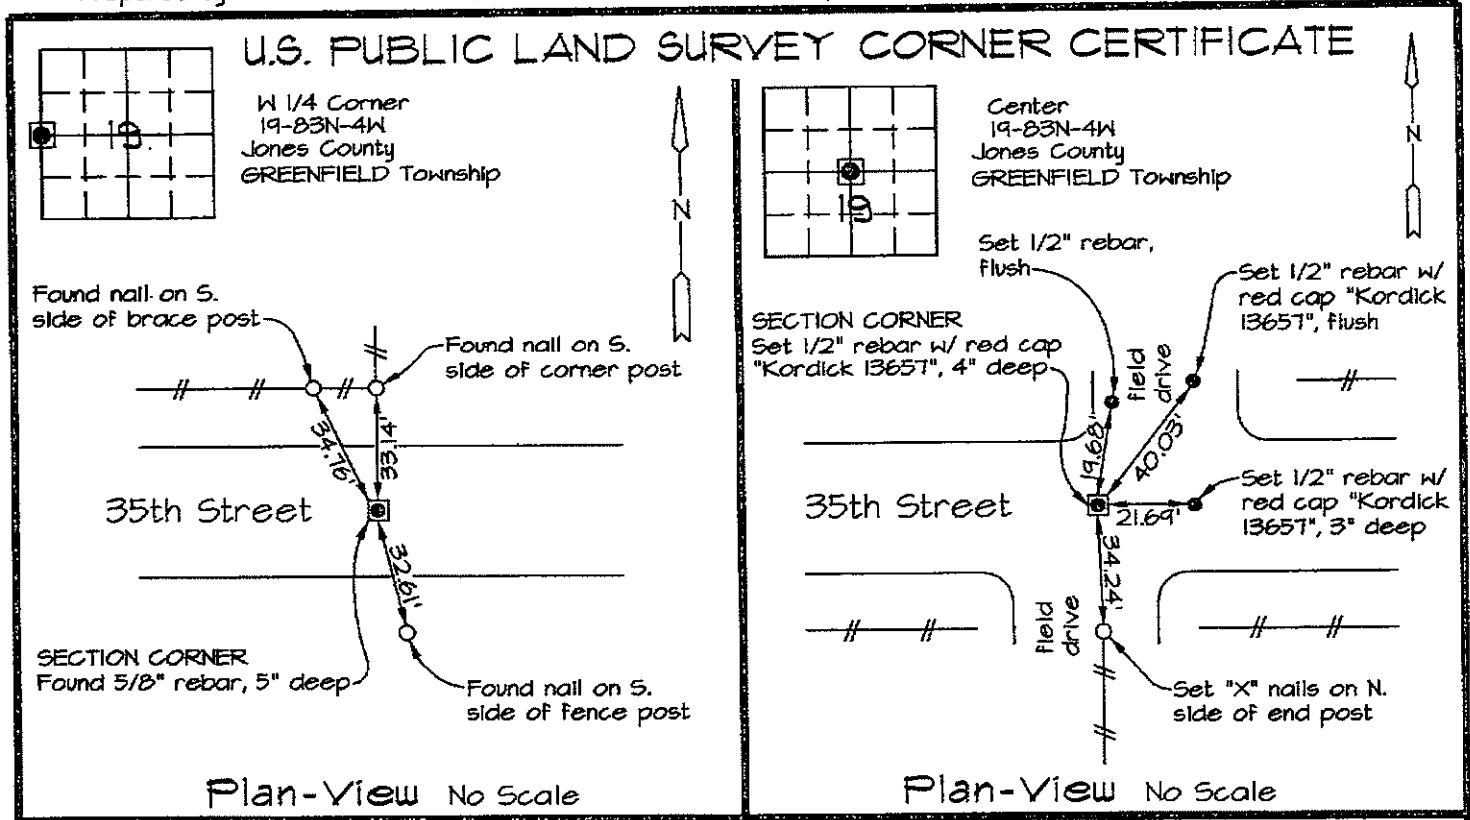 U.S. PUBLIC LAND SURVEY CORNER CERTIFICATE
19
W 1/4 Corner
19-83N-4W
Jones County
GREENFIELD Township
N
Found nail on S.
side of brace post
Found nail on S.
side of corner post
34.76'
33.14'
35th Street
32.61'
SECTION CORNER
Found 5/8" rebar, 5" deep
Found nail on S.
side of fence post
Plan-View No Scale
19
Center
19-83N-4W
Jones County
GREENFIELD Township
N
Set 1/2" rebar,
flush
Set 1/2" rebar w/
red cap "Kordick
13657", flush
SECTION CORNER
Set 1/2" rebar w/ red cap
"Kordick 13657", 4" deep
field
drive
19.68'
40.03'
35th Street
21.69'
Set 1/2" rebar w/
red cap "Kordick
13657", 3" deep
34.24'
field
drive
Set "X" nails on N.
side of end post
Plan-View No Scale